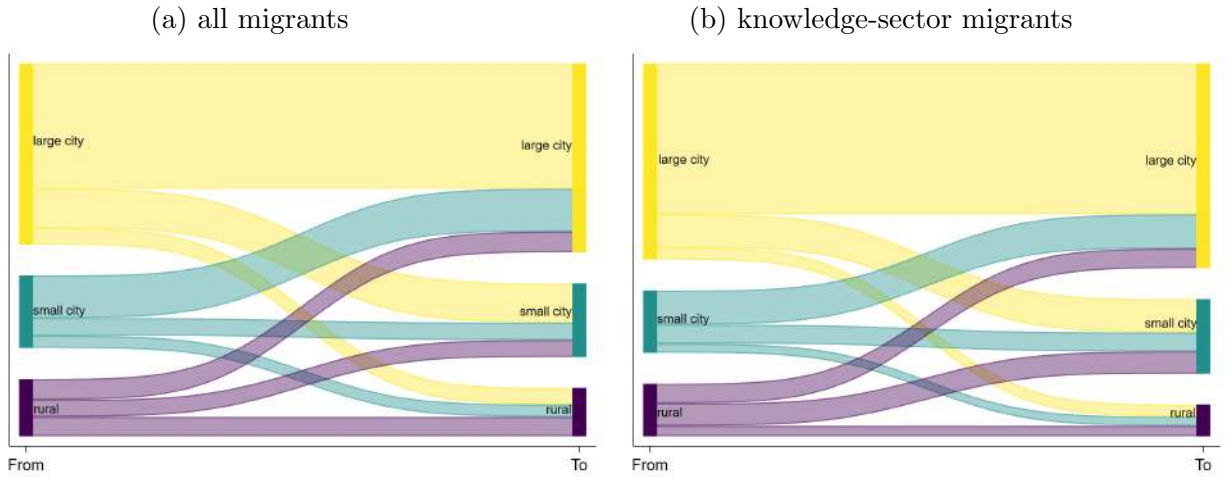 (a) all migrants
large city
large city
small city
small city
rural
rural
From
To
(b) knowledge-sector migrants
large city
large city
small city
small city
rural
rural
From
To